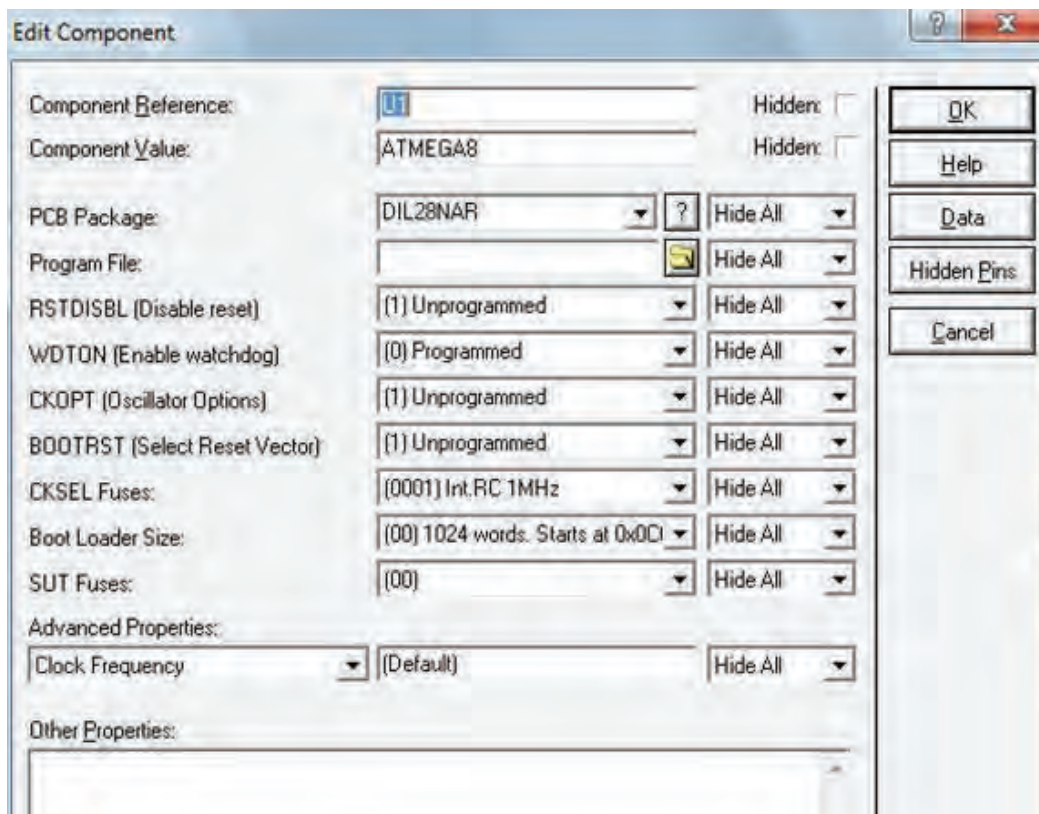 Edit Component
Component Reference: U1 Hidden: OK
Component Value: ATMEGA8 Hidden: Help
PCB Package: DIL28NAR ? Hide All Data
Program File: Hide All Hidden Pins
RSTDISBL (Disable reset) (1) Unprogrammed Hide All Cancel
WDTON (Enable watchdog) (0) Programmed Hide All
CKOPT (Oscillator Options) (1) Unprogrammed Hide All
BOOTRST (Select Reset Vector) (1) Unprogrammed Hide All
CKSEL Fuses: (0001) Int.RC 1MHz Hide All
Boot Loader Size: (00) 1024 words. Starts at Hide All
SUT Fuses: (00) Hide All
Advanced Properties:
Clock Frequency (Default) Hide All
Other Properties: